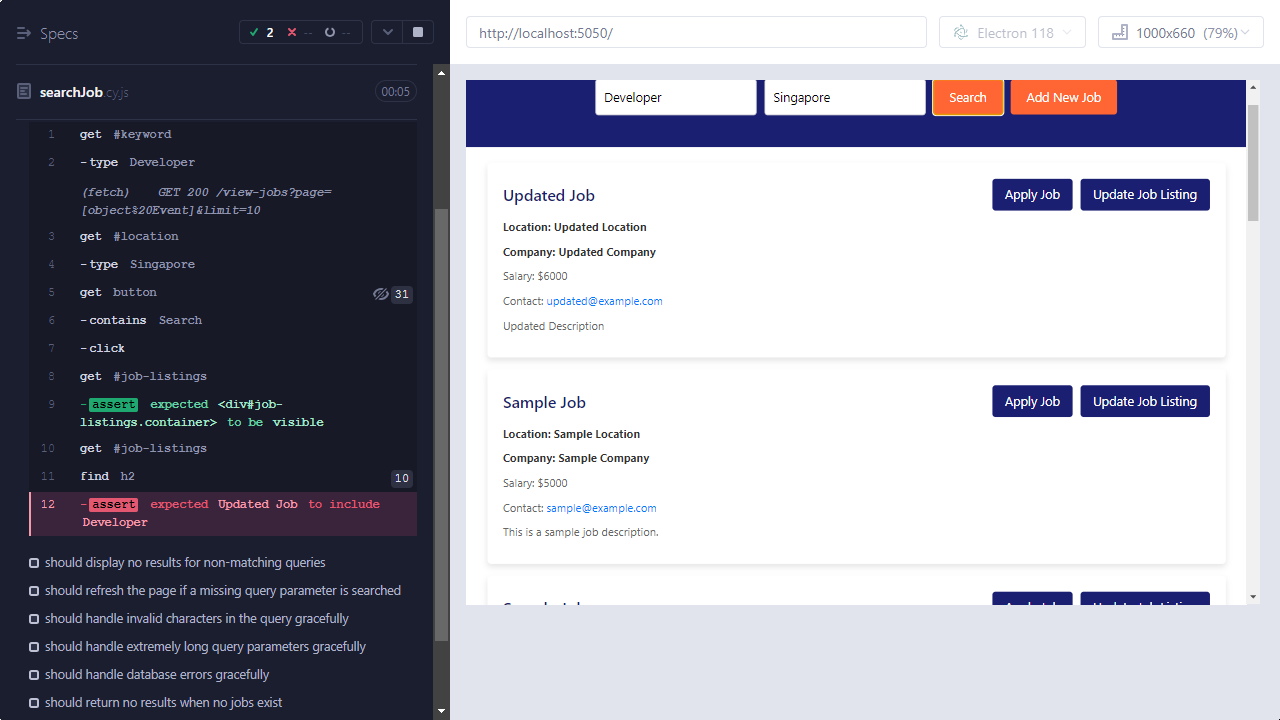 Specs
2
--
--
searchJob.cy.js
00:05
1 get #keyword
2 -type Developer
(fetch) GET 200 /view-jobs?page=
[object%20Event]&limit=10
3 get #location
4 -type Singapore
5 get button 31
6 -contains Search
7 -click
8 get #job-listings
9 -assert expected <div#job-
listings.container> to be visible
10 get #job-listings
11 find h2 10
12 -assert expected Updated Job to include
Developer
should display no results for non-matching queries
should refresh the page if a missing query parameter is searched
should handle invalid characters in the query gracefully
should handle extremely long query parameters gracefully
should handle database errors gracefully
should return no results when no jobs exist
http://localhost:5050/
Electron 118
1000x660 (79%)
Developer
Singapore
Search
Add New Job
Updated Job
Apply Job
Update Job Listing
Location: Updated Location
Company: Updated Company
Salary: $6000
Contact: updated@example.com
Updated Description
Sample Job
Apply Job
Update Job Listing
Location: Sample Location
Company: Sample Company
Salary: $5000
Contact: sample@example.com
This is a sample job description.